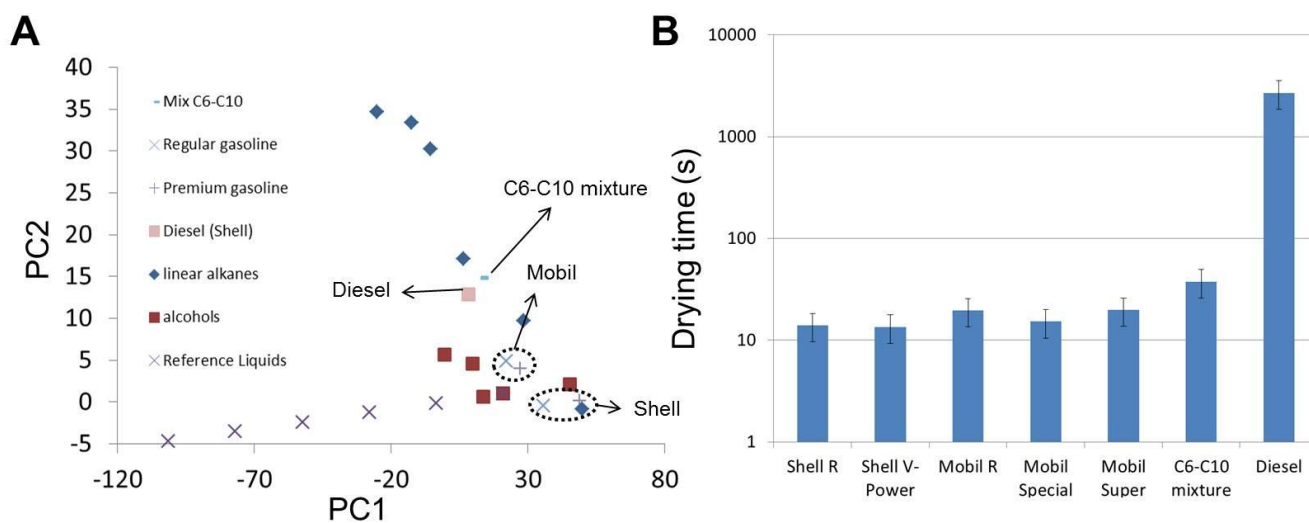 A
PC2
40
35
30
25
20
15
10
5
0
-5
-120
-70
-20
30
80
PC1
Mix C6-C10
Regular gasoline
Premium gasoline
Diesel (Shell)
linear alkanes
alcohols
Reference Liquids
C6-C10 mixture
Mobil
Diesel
Shell
B
Drying time (s)
10000
1000
100
10
1
Shell R
Shell V-
Power
Mobil R
Mobil
Special
Mobil
Super
C6-C10
mixture
Diesel